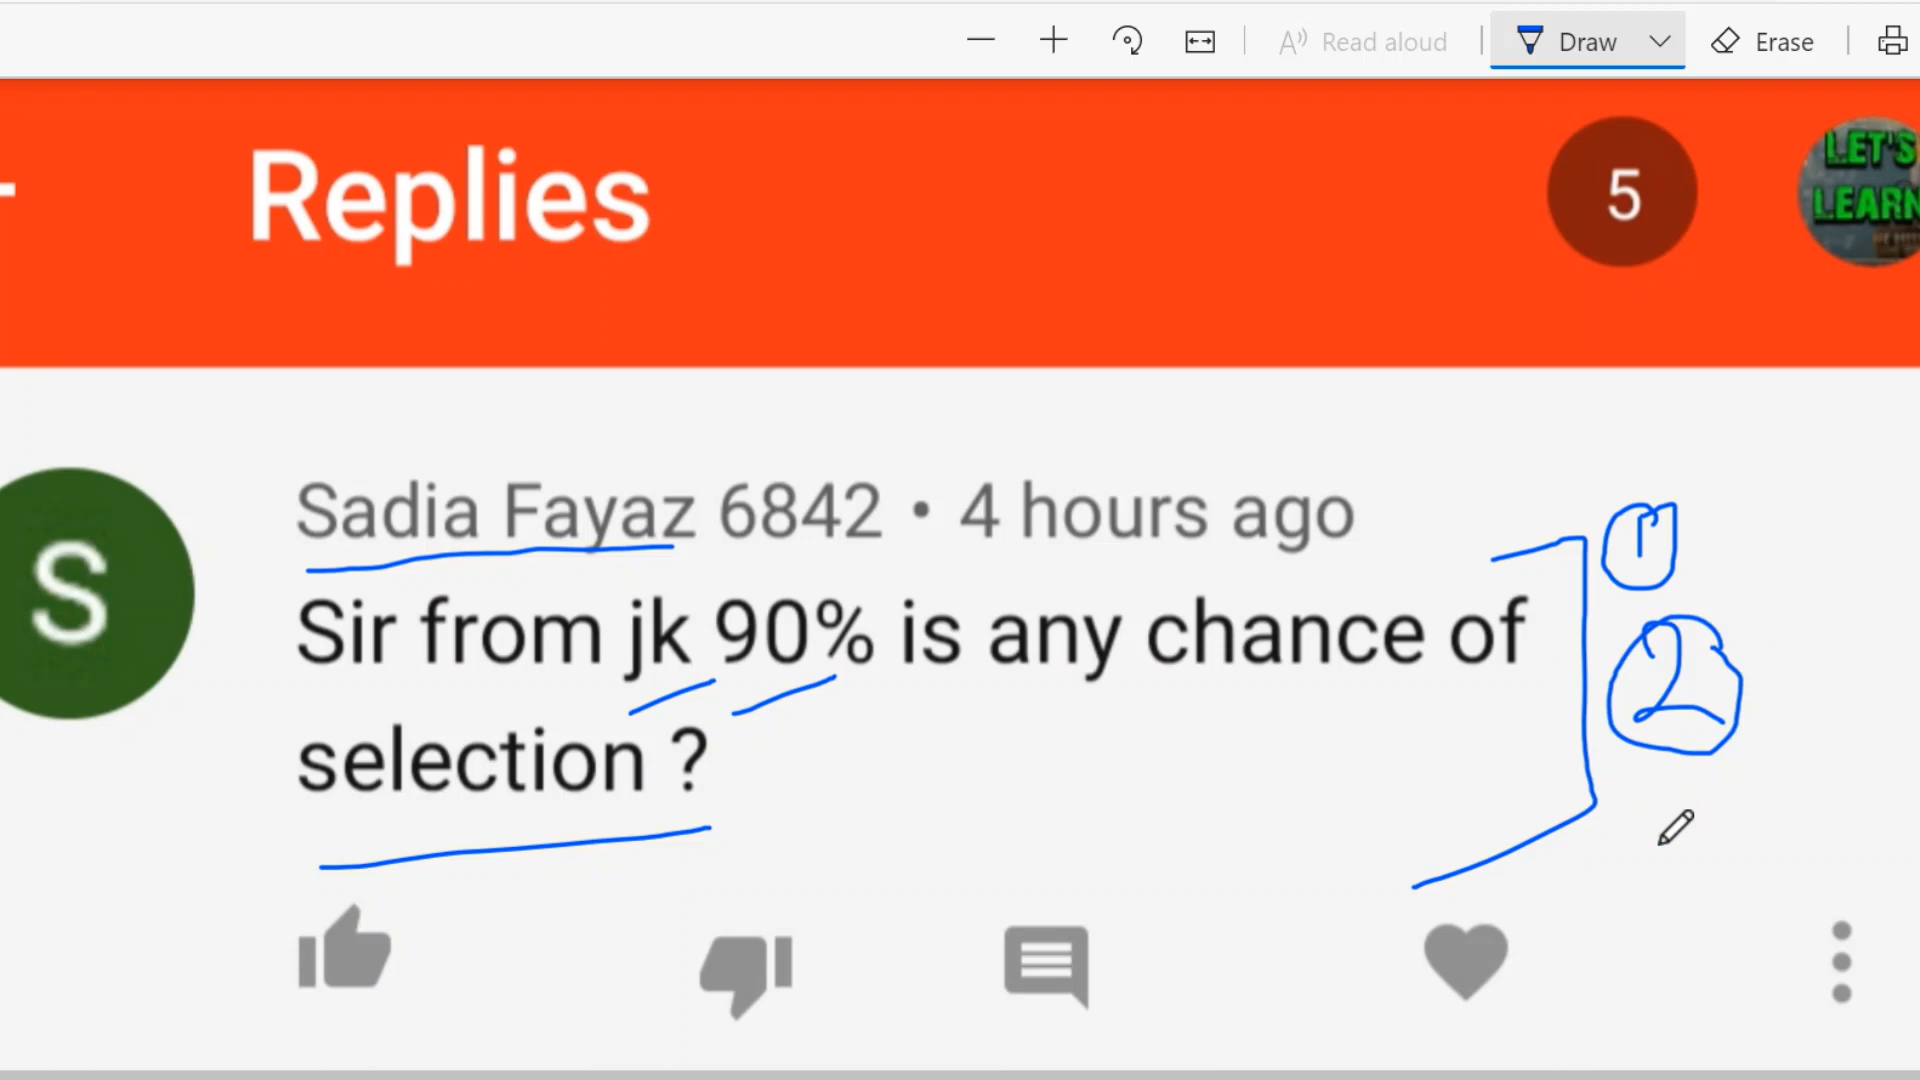 Read aloud
Draw
Erase
Replies
5
LET'S
LEARN
S
Sadia Fayaz 6842 • 4 hours ago
1
Sir from jk 90% is any chance of
2
selection ?